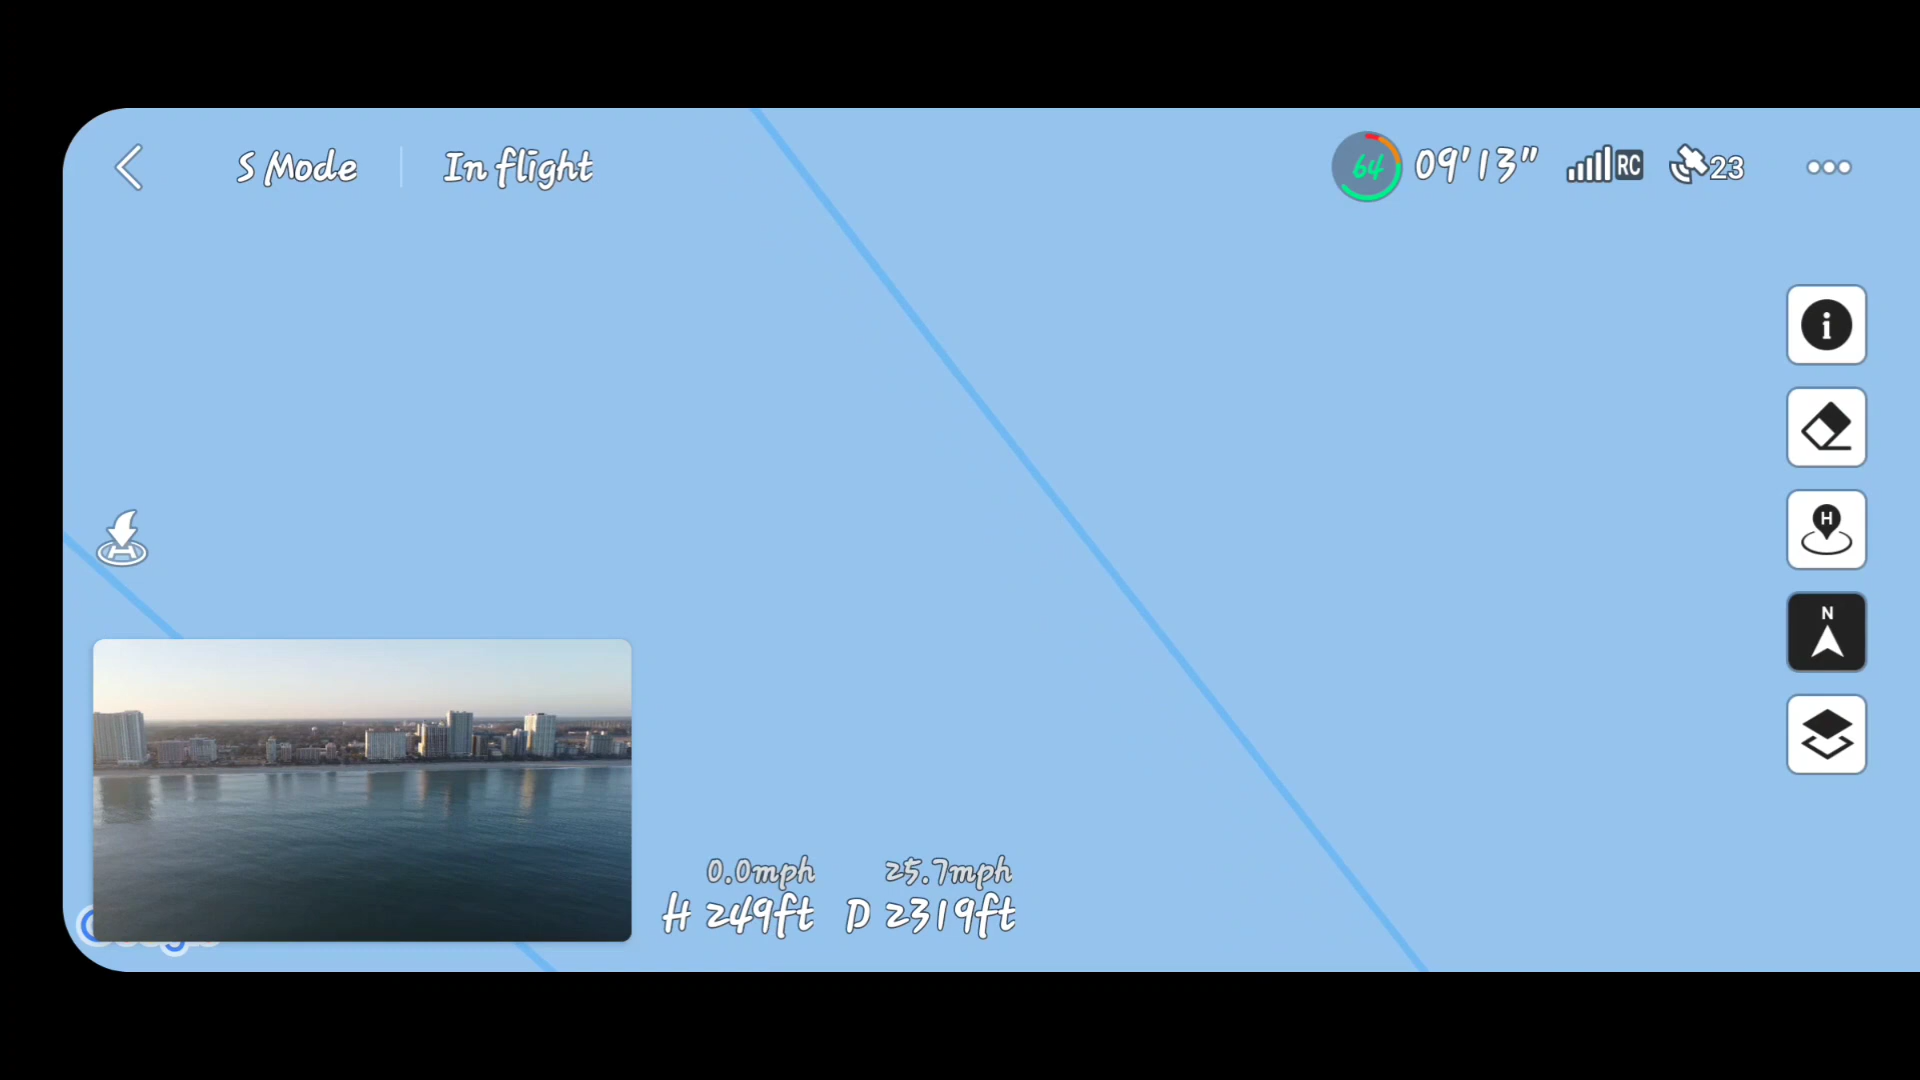 S Mode In flight 64 09'13" RC 23
H
N
0.0mph 25.7mph
H 249ft D 2319ft